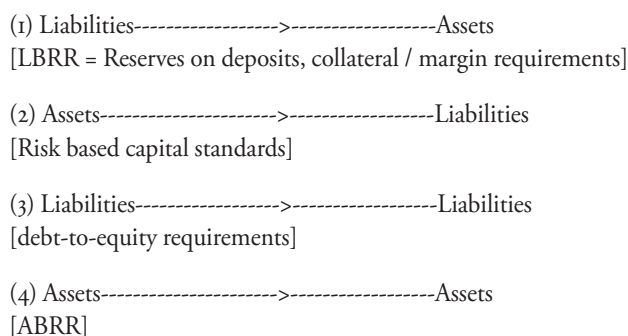 (1) Liabilities------------------>------------------Assets
[LBRR = Reserves on deposits, collateral / margin requirements]
(2) Assets---------------------->------------------Liabilities
[Risk based capital standards]
(3) Liabilities------------------>------------------Liabilities
[debt-to-equity requirements]
(4) Assets---------------------->------------------Assets
[ABRR]